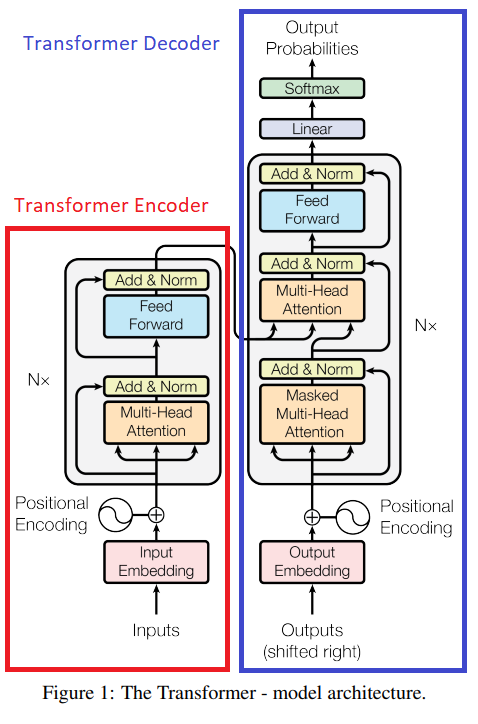 Transformer Decoder
Output
Probabilities
Softmax
Linear
Add & Norm
Feed
Forward
Add & Norm
Multi-Head
Attention
N×
Add & Norm
Masked
Multi-Head
Attention
Positional
Encoding
Output
Embedding
Outputs
(shifted right)
Transformer Encoder
Add & Norm
Feed
Forward
N×
Add & Norm
Multi-Head
Attention
Positional
Encoding
Input
Embedding
Inputs
Figure 1: The Transformer - model architecture.